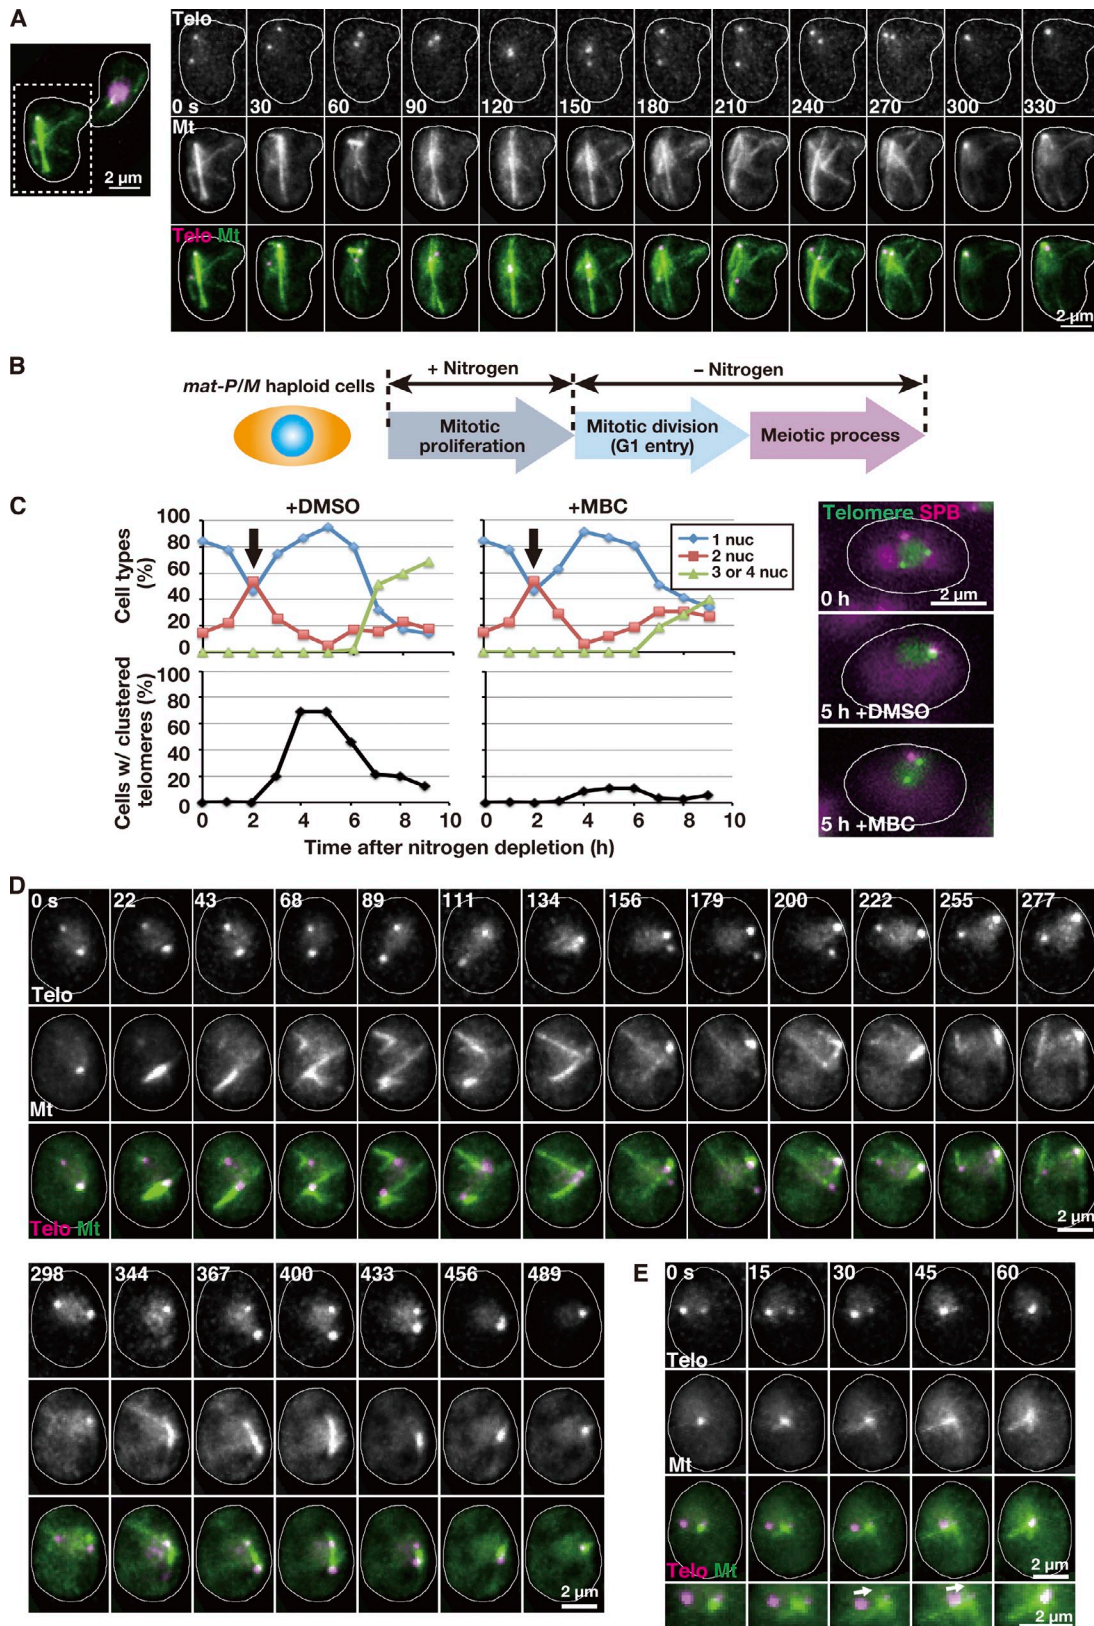 A
2 µm
Telo
0 s 30 60 90 120 150 180 210 240 270 300 330
Mt
Telo Mt
2 µm
B
mat-P/M haploid cells
+ Nitrogen
– Nitrogen
Mitotic
proliferation
Mitotic division
(G1 entry)
Meiotic process
C
+DMSO
+MBC
Cell types
(%)
100
80
60
40
20
0
1 nuc
2 nuc
3 or 4 nuc
Cells w/ clustered
telomeres (%)
100
80
60
40
20
0
0 2 4 6 8 10
0 2 4 6 8 10
Time after nitrogen depletion (h)
Telomere SPB
0 h
2 µm
5 h +DMSO
5 h +MBC
D
0 s 22 43 68 89 111 134 156 179 200 222 255 277
Telo
Mt
Telo Mt
2 µm
298 344 367 400 433 456 489
2 µm
E
0 s 15 30 45 60
Telo
Mt
Telo Mt
2 µm
2 µm